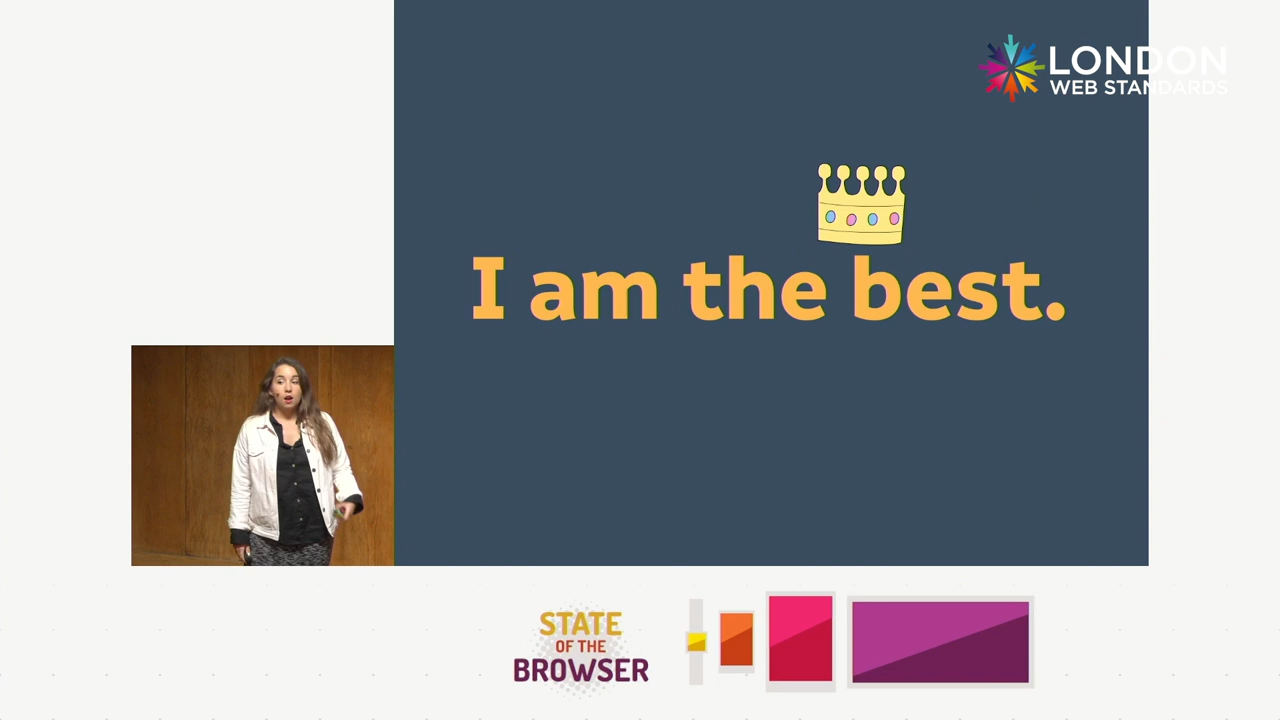 LONDON
WEB STANDARDS
I am the best.
STATE
OF THE
BROWSER